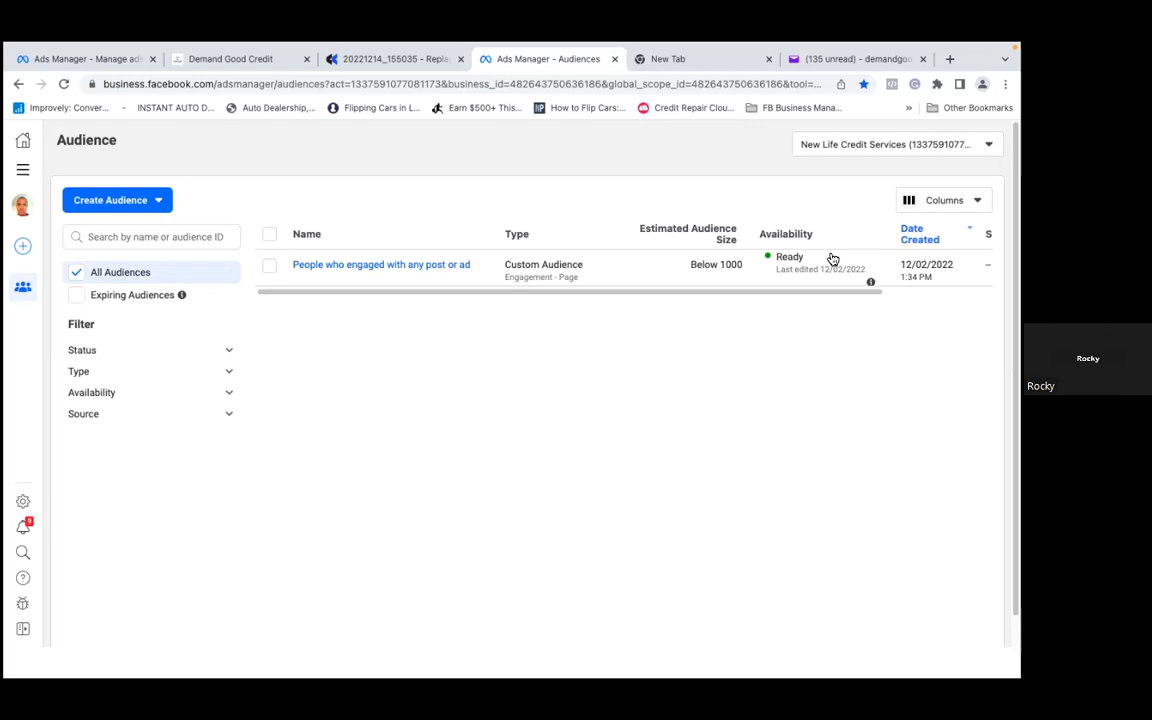 Ads Manager - Manage ad
Demand Good Credit
20221214_155035 - Repla
Ads Manager - Audiences
New Tab
(135 unread) - demandgoo
business.facebook.com/adsmanager/audiences?act=1337591077081173&business_id=482643750636186&global_scope_id=482643750636186&tool=...
Improvely: Conver...
INSTANT AUTO D...
Auto Dealership,...
Flipping Cars in L...
Earn $500+ This...
How to Flip Cars:...
Credit Repair Clou...
FB Business Mana...
»
Other Bookmarks
Audience
New Life Credit Services (1337591077...
Create Audience
Columns
Search by name or audience ID
All Audiences
Expiring Audiences
Filter
Status
Type
Availability
Source
Name
Type
Estimated Audience
Size
Availability
Date
Created
S
People who engaged with any post or ad
Custom Audience
Engagement - Page
Below 1000
Ready
Last edited 12/02/2022
12/02/2022
1:34 PM
–
9
Rocky
Rocky